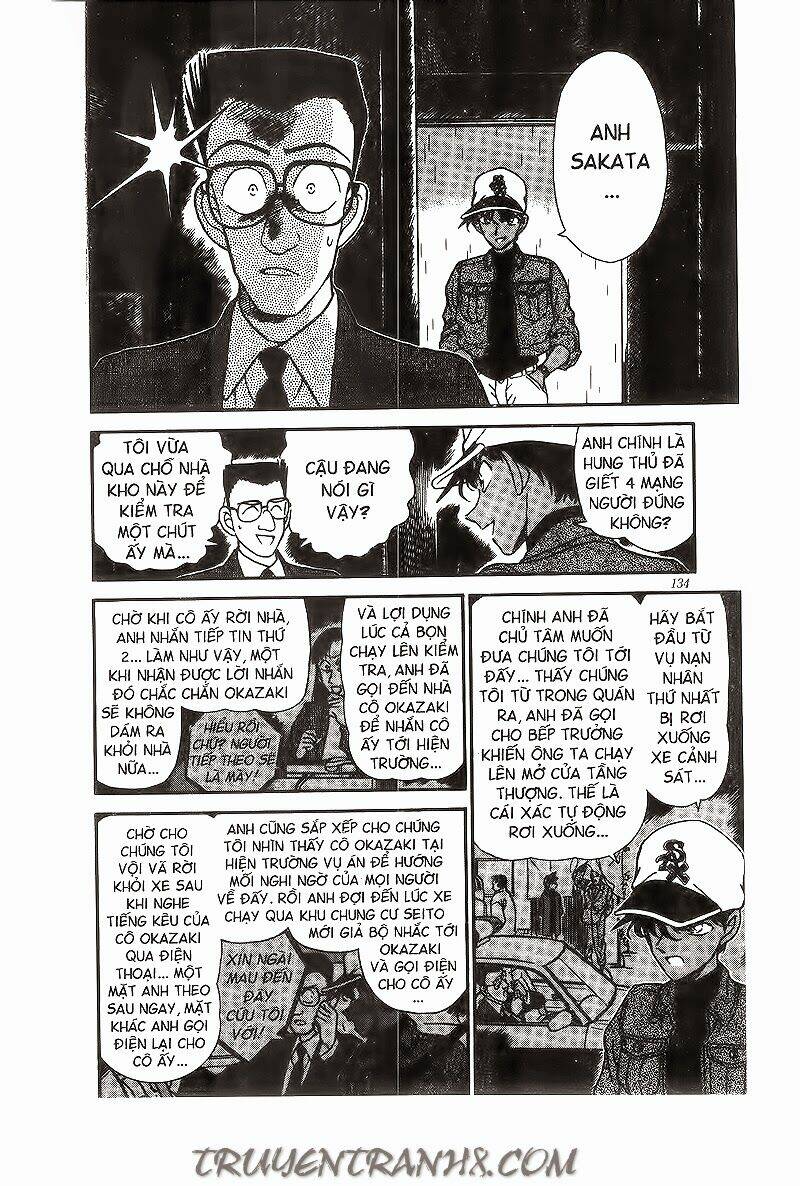 ANH
SAKATA
...
ANH CHÍNH LÀ
HUNG THỦ ĐÃ
GIẾT 4 MẠNG
NGƯỜI ĐÚNG
KHÔNG?
CẬU ĐANG
NÓI GÌ
VẬY?
TÔI VỪA
QUA CHỖ NHÀ
KHO NÀY ĐỂ
KIỂM TRA
MỘT CHÚT
ẤY MÀ...
134
HÃY BẮT
ĐẦU TỪ
VỤ NẠN
NHÂN
THỨ NHẤT
BỊ RƠI
XUỐNG
XE CẢNH
SÁT...
CHÍNH ANH ĐÃ
CHỦ TÂM MUỐN
ĐƯA CHÚNG TÔI TỚI
ĐÂY... THẤY CHÚNG
TÔI TỪ TRONG QUÁN
RA, ANH ĐÃ GỌI
CHO BẾP TRƯỞNG
KHIẾN ÔNG TA CHẠY
LÊN MỞ CỬA TẦNG
THƯỢNG. THẾ LÀ
CÁI XÁC TỰ ĐỘNG
RƠI XUỐNG...
VÀ LỢI DỤNG
LÚC CẢ BỌN
CHẠY LÊN KIỂM
TRA, ANH ĐÃ
GỌI ĐẾN NHÀ
CÔ OKAZAKI
ĐỂ NHẮN CÔ
ẤY TỚI HIỆN
TRƯỜNG...
CHỜ KHI CÔ ẤY RỜI NHÀ,
ANH NHẮN TIẾP TIN THỨ
2... LÀM NHƯ VẬY, MỘT
KHI NHẬN ĐƯỢC LỜI NHẮN
ĐÓ CHẮC CHẮN OKAZAKI
SẼ KHÔNG
DÁM RA
KHỎI NHÀ
NỮA...
HIỂU RỒI
CHỨ? NGƯỜI
TIẾP THEO SẼ
LÀ MÀY!
ANH CŨNG SẮP XẾP CHO CHÚNG
TÔI NHÌN THẤY CÔ OKAZAKI TẠI
HIỆN TRƯỜNG VỤ ÁN ĐỂ HƯỚNG
MỐI NGHI NGỜ CỦA MỌI NGƯỜI
VỀ ĐẤY. RỒI ANH ĐỢI ĐẾN LÚC XE
CHẠY QUA KHU CHUNG CƯ SEITO
MỚI GIẢ BỘ NHẮC TỚI
OKAZAKI
VÀ GỌI ĐIỆN
CHO CÔ ẤY
...
XIN NGÀI
MAU ĐẾN
ĐÂY
CỨU TÔI
VỚI!
CHỜ CHO
CHÚNG TÔI
VỘI VÃ RỜI
KHỎI XE SAU
KHI NGHE
TIẾNG KÊU CỦA
CÔ OKAZAKI
QUA ĐIỆN
THOẠI... MỘT
MẶT ANH THEO
SAU NGAY, MẶT
KHÁC ANH GỌI
ĐIỆN LẠI CHO
CÔ ẤY...
TRUYENTRANH8.COM